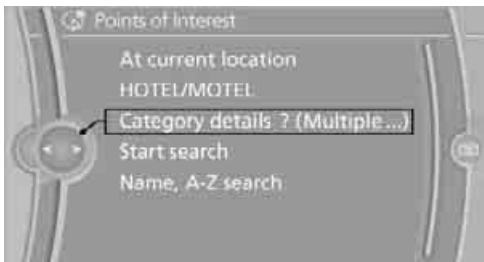 Points of Interest
At current location
HOTEL/MOTEL
Category details ? (Multiple ...)
Start search
Name, A-Z search